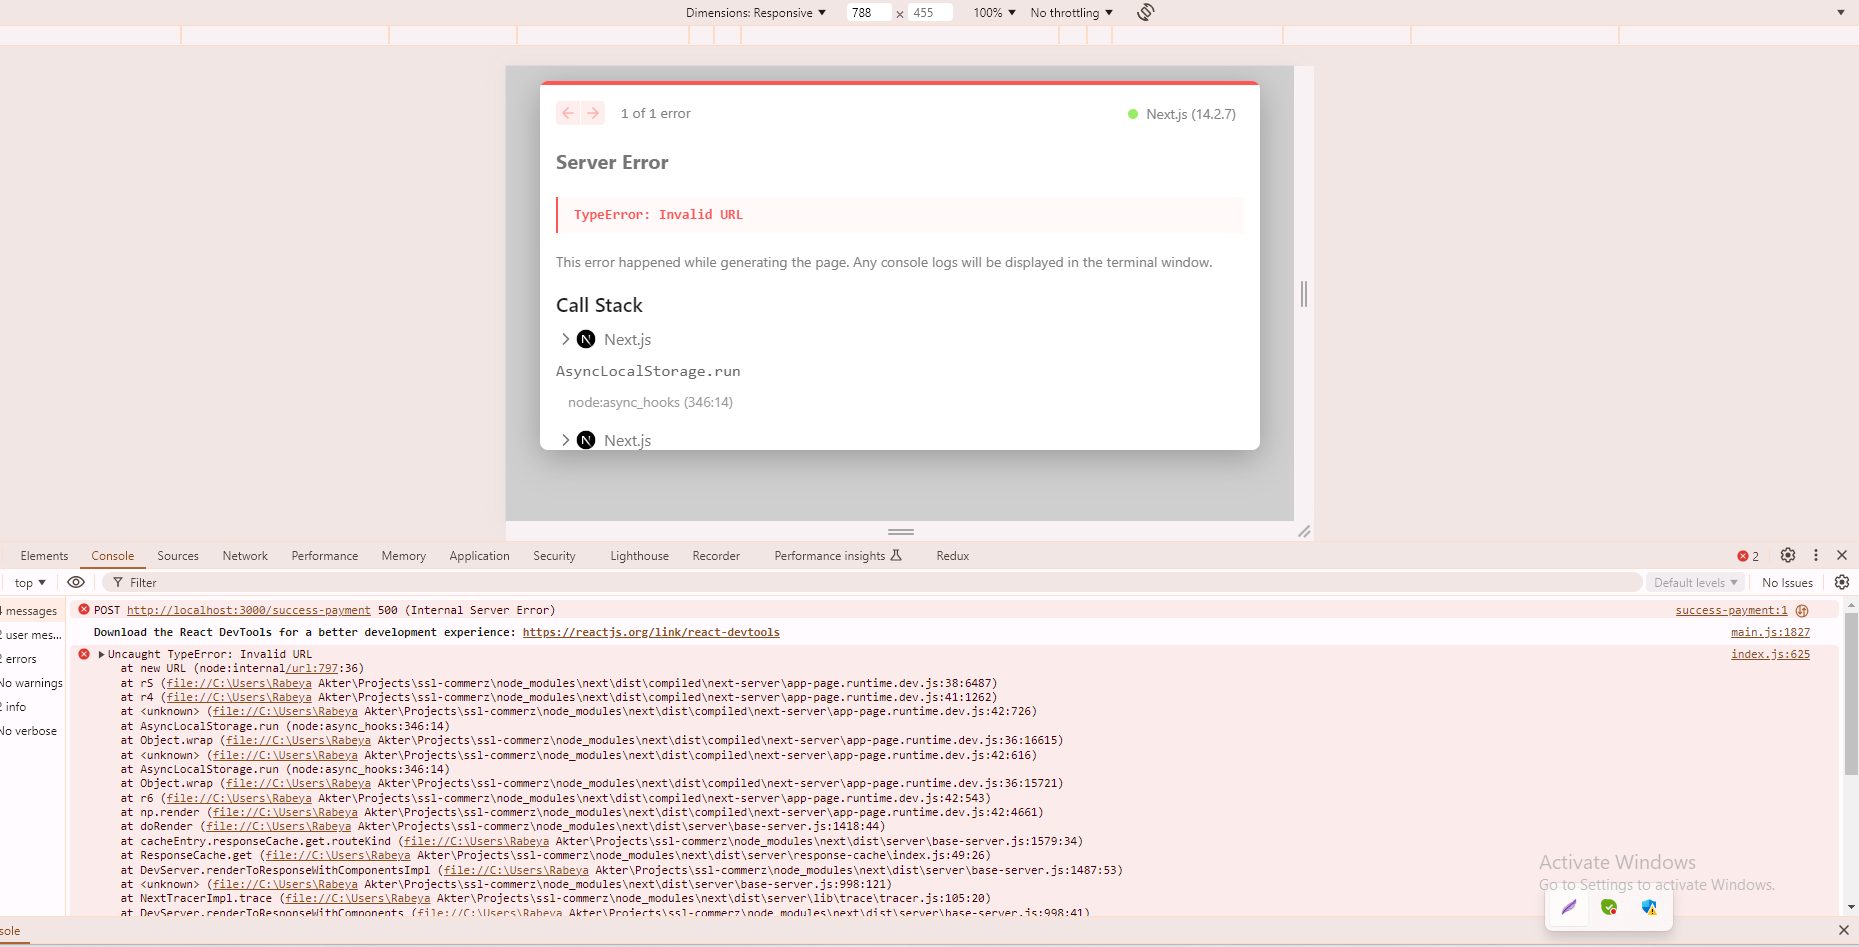 Dimensions: Responsive ▼ 788 × 455 100% ▼ No throttling ▼
1 of 1 error Next.js (14.2.7)
Server Error
TypeError: Invalid URL
This error happened while generating the page. Any console logs will be displayed in the terminal window.
Call Stack
Next.js
AsyncLocalStorage.run
node:async_hooks (346:14)
Next.js
Elements Console Sources Network Performance Memory Application Security Lighthouse Recorder Performance insights Redux 2
top ▼ Filter Default levels ▼ No Issues
4 messages
2 user mes...
2 errors
No warnings
2 info
No verbose
POST http://localhost:3000/success-payment 500 (Internal Server Error) success-payment:1
Download the React DevTools for a better development experience: https://reactjs.org/link/react-devtools main.js:1827
Uncaught TypeError: Invalid URL index.js:625
at new URL (node:internal/url:797:36)
at rS (file://C:\Users\Rabeya Akter\Projects\ssl-commerz\node_modules\next\dist\compiled\next-server\app-page.runtime.dev.js:38:6487)
at r4 (file://C:\Users\Rabeya Akter\Projects\ssl-commerz\node_modules\next\dist\compiled\next-server\app-page.runtime.dev.js:41:1262)
at <unknown> (file://C:\Users\Rabeya Akter\Projects\ssl-commerz\node_modules\next\dist\compiled\next-server\app-page.runtime.dev.js:42:726)
at AsyncLocalStorage.run (node:async_hooks:346:14)
at Object.wrap (file://C:\Users\Rabeya Akter\Projects\ssl-commerz\node_modules\next\dist\compiled\next-server\app-page.runtime.dev.js:36:16615)
at <unknown> (file://C:\Users\Rabeya Akter\Projects\ssl-commerz\node_modules\next\dist\compiled\next-server\app-page.runtime.dev.js:42:616)
at AsyncLocalStorage.run (node:async_hooks:346:14)
at Object.wrap (file://C:\Users\Rabeya Akter\Projects\ssl-commerz\node_modules\next\dist\compiled\next-server\app-page.runtime.dev.js:36:15721)
at r6 (file://C:\Users\Rabeya Akter\Projects\ssl-commerz\node_modules\next\dist\compiled\next-server\app-page.runtime.dev.js:42:543)
at np.render (file://C:\Users\Rabeya Akter\Projects\ssl-commerz\node_modules\next\dist\compiled\next-server\app-page.runtime.dev.js:42:4661)
at doRender (file://C:\Users\Rabeya Akter\Projects\ssl-commerz\node_modules\next\dist\server\base-server.js:1418:44)
at cacheEntry.responseCache.get.routeKind (file://C:\Users\Rabeya Akter\Projects\ssl-commerz\node_modules\next\dist\server\base-server.js:1579:34)
at ResponseCache.get (file://C:\Users\Rabeya Akter\Projects\ssl-commerz\node_modules\next\dist\server\response-cache\index.js:49:26)
at DevServer.renderToResponseWithComponentsImpl (file://C:\Users\Rabeya Akter\Projects\ssl-commerz\node_modules\next\dist\server\base-server.js:1487:53)
at <unknown> (file://C:\Users\Rabeya Akter\Projects\ssl-commerz\node_modules\next\dist\server\base-server.js:998:121)
at NextTracerImpl.trace (file://C:\Users\Rabeya Akter\Projects\ssl-commerz\node_modules\next\dist\server\lib\trace\tracer.js:105:20)
at DevServer.renderToResponseWithComponents (file://C:\Users\Rabeya Akter\Projects\ssl-commerz\node_modules\next\dist\server\base-server.js:998:41)
Activate Windows
Go to Settings to activate Windows.
sole